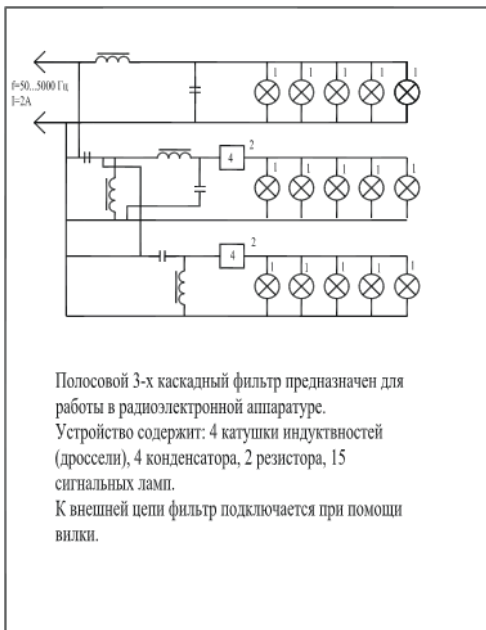 1 1 1 1 1
f=50...5000 Гц
I=2А
4 2 1 1 1 1 1
4 2 1 1 1 1 1
Полосовой 3-х каскадный фильтр предназначен для
работы в радиоэлектронной аппаратуре.
Устройство содержит: 4 катушки индуктвностей
(дроссели), 4 конденсатора, 2 резистора, 15
сигнальных ламп.
К внешней цепи фильтр подключается при помощи
вилки.